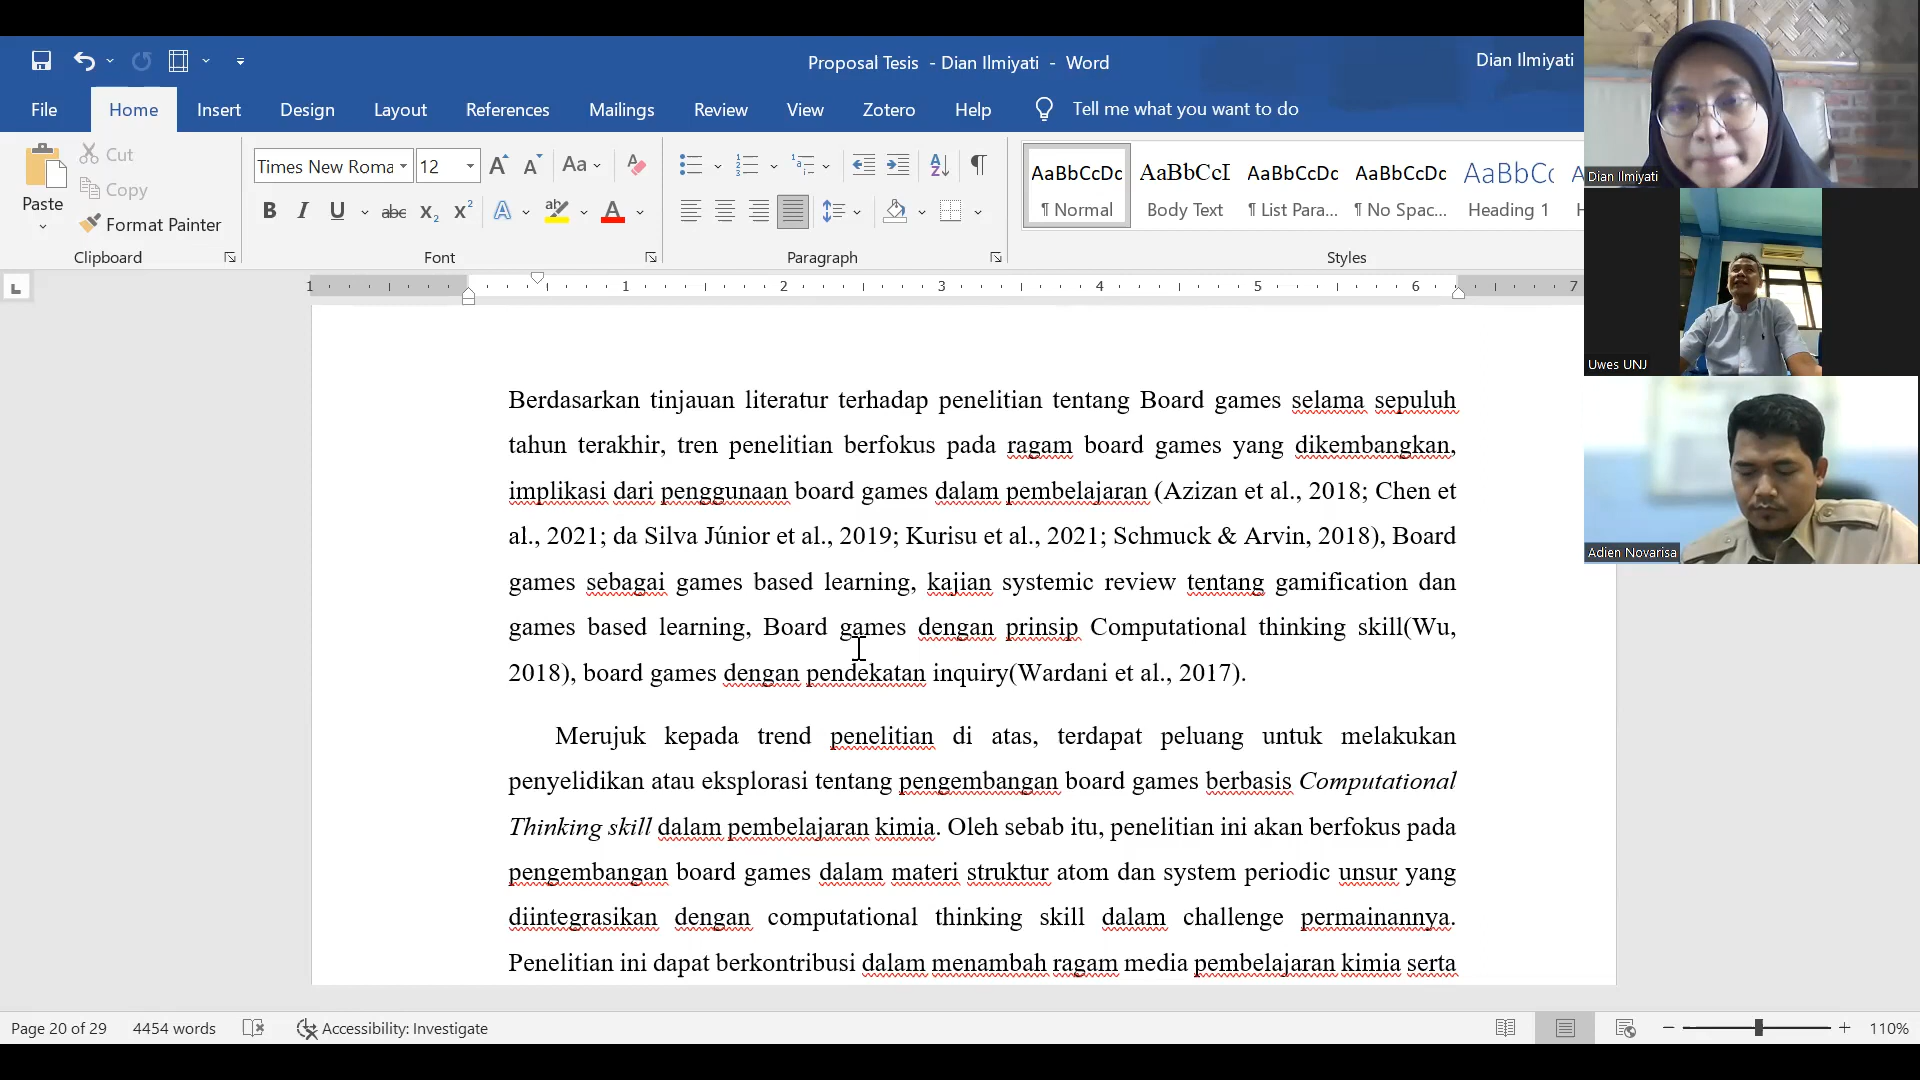 Proposal Tesis - Dian Ilmiyati - Word
Dian Ilmiyati
File Home Insert Design Layout References Mailings Review View Zotero Help Tell me what you want to do
Paste
Cut
Copy
Format Painter
Clipboard
Times New Roma 12
Font
Paragraph
AaBbCcDc AaBbCcI AaBbCcDc AaBbCcDc AaBbCc
¶ Normal Body Text ¶ List Para... ¶ No Spac... Heading 1
Styles
1 1 2 3 4 5 6 7
Berdasarkan tinjauan literatur terhadap penelitian tentang Board games selama sepuluh
tahun terakhir, tren penelitian berfokus pada ragam board games yang dikembangkan,
implikasi dari penggunaan board games dalam pembelajaran (Azizan et al., 2018; Chen et
al., 2021; da Silva Júnior et al., 2019; Kurisu et al., 2021; Schmuck & Arvin, 2018), Board
games sebagai games based learning, kajian systemic review tentang gamification dan
games based learning, Board games dengan prinsip Computational thinking skill(Wu,
2018), board games dengan pendekatan inquiry(Wardani et al., 2017).
Merujuk kepada trend penelitian di atas, terdapat peluang untuk melakukan
penyelidikan atau eksplorasi tentang pengembangan board games berbasis Computational
Thinking skill dalam pembelajaran kimia. Oleh sebab itu, penelitian ini akan berfokus pada
pengembangan board games dalam materi struktur atom dan system periodic unsur yang
diintegrasikan dengan computational thinking skill dalam challenge permainannya.
Penelitian ini dapat berkontribusi dalam menambah ragam media pembelajaran kimia serta
Page 20 of 29 4454 words Accessibility: Investigate 110%
Dian Ilmiyati
Uwes UNJ
Adien Novarisa